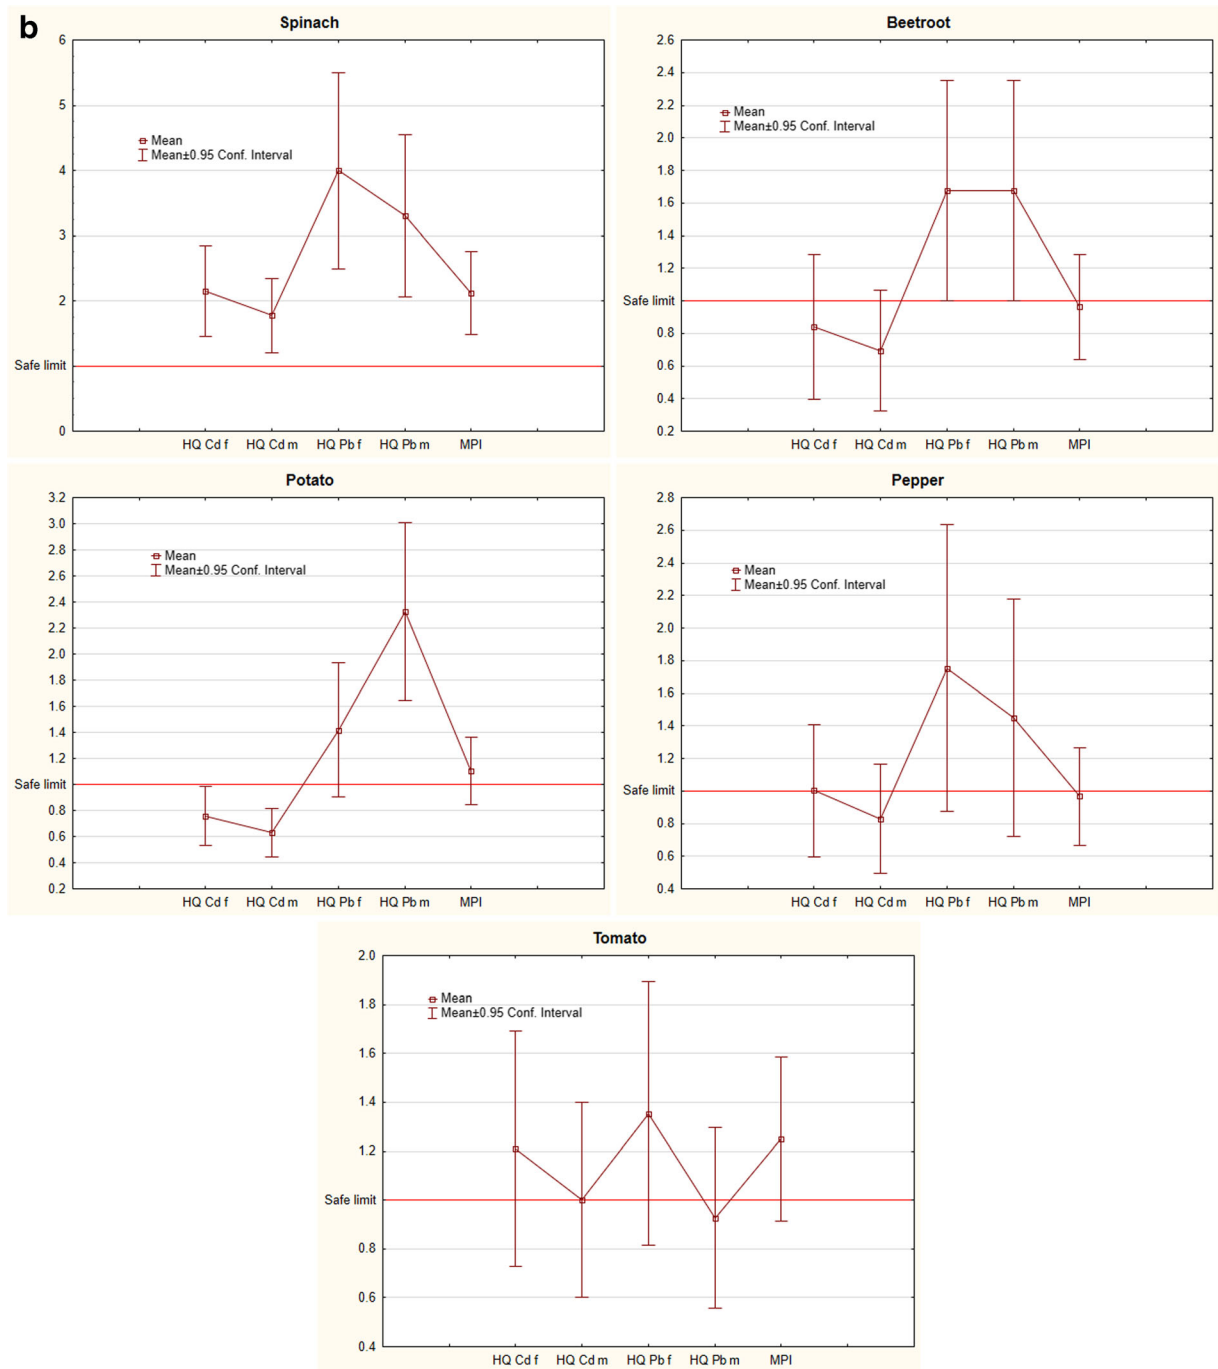 b
Spinach
6
5
4
3
2
Safe limit
0
Mean
Mean±0.95 Conf. Interval
HQ Cd f HQ Cd m HQ Pb f HQ Pb m MPI
Beetroot
2.6
2.4
2.2
2.0
1.8
1.6
1.4
1.2
Safe limit
0.8
0.6
0.4
0.2
Mean
Mean±0.95 Conf. Interval
HQ Cd f HQ Cd m HQ Pb f HQ Pb m MPI
Potato
3.2
3.0
2.8
2.6
2.4
2.2
2.0
1.8
1.6
1.4
1.2
Safe limit
0.8
0.6
0.4
0.2
Mean
Mean±0.95 Conf. Interval
HQ Cd f HQ Cd m HQ Pb f HQ Pb m MPI
Pepper
2.8
2.6
2.4
2.2
2.0
1.8
1.6
1.4
1.2
Safe limit
0.8
0.6
0.4
Mean
Mean±0.95 Conf. Interval
HQ Cd f HQ Cd m HQ Pb f HQ Pb m MPI
Tomato
2.0
1.8
1.6
1.4
1.2
Safe limit
0.8
0.6
0.4
Mean
Mean±0.95 Conf. Interval
HQ Cd f HQ Cd m HQ Pb f HQ Pb m MPI